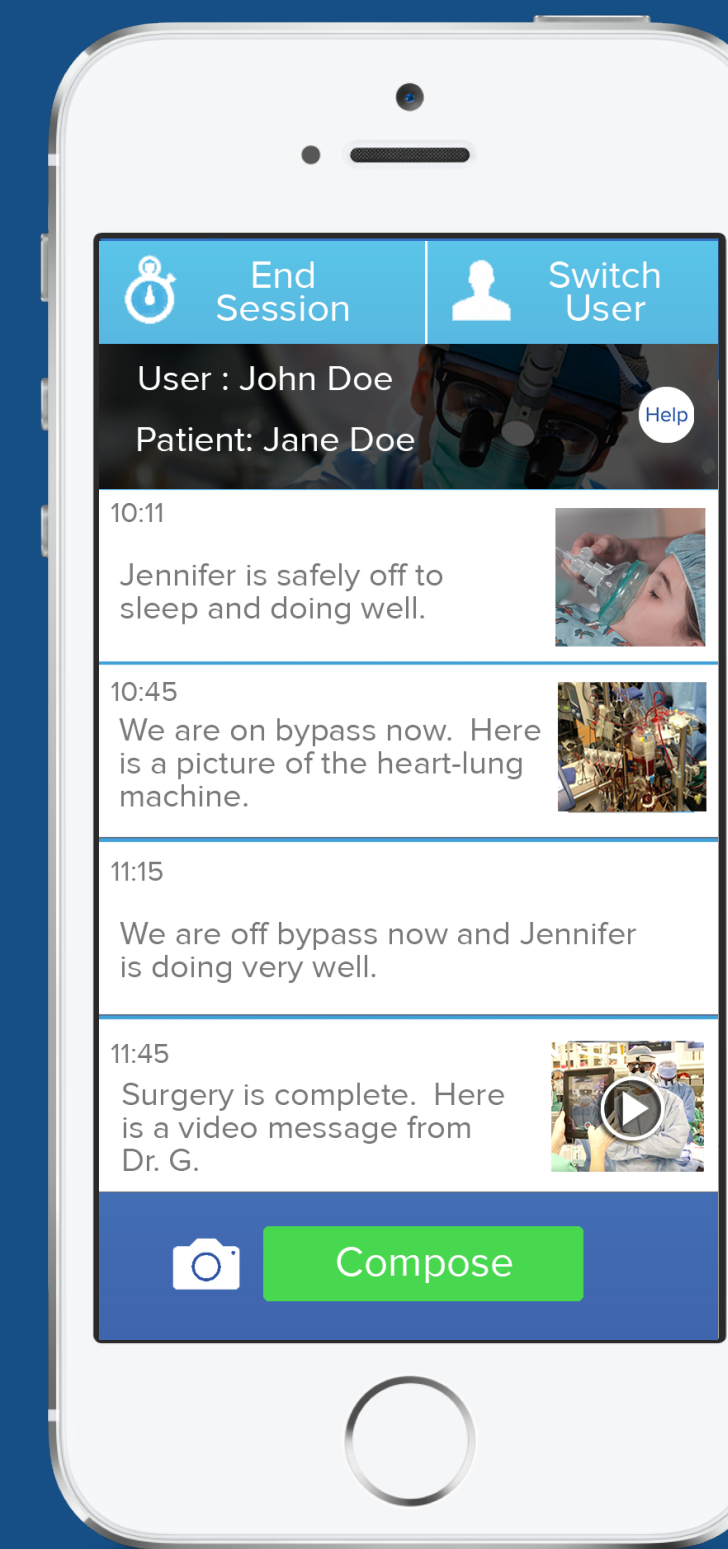 End
Session
Switch
User
User : John Doe
Patient: Jane Doe
Help
10:11
Jennifer is safely off to
sleep and doing well.
10:45
We are on bypass now.  Here
is a picture of the heart-lung
machine.
11:15
We are off bypass now and Jennifer
is doing very well.
11:45
Surgery is complete.  Here
is a video message from
Dr. G.
Compose